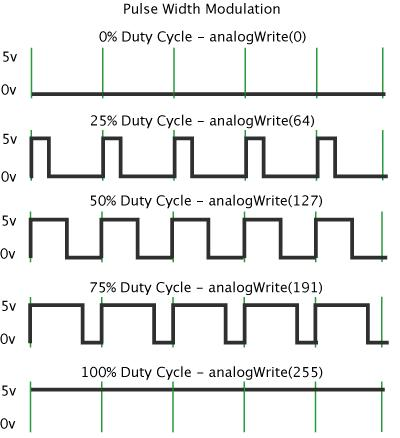 Pulse Width Modulation
0% Duty Cycle – analogWrite(0)
5v
0v
25% Duty Cycle – analogWrite(64)
5v
0v
50% Duty Cycle – analogWrite(127)
5v
0v
75% Duty Cycle – analogWrite(191)
5v
0v
100% Duty Cycle – analogWrite(255)
5v
0v